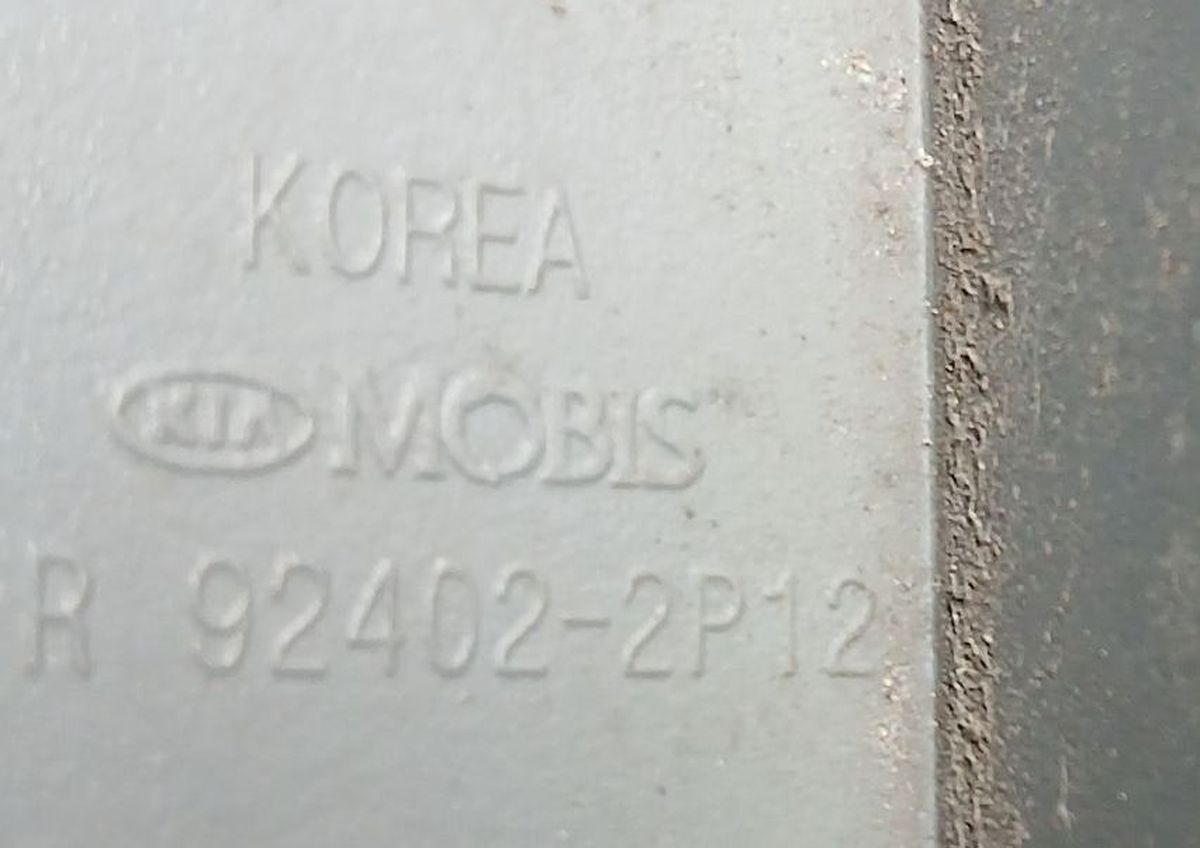 KOREA
KIA MOBIS
R 92402-2P12